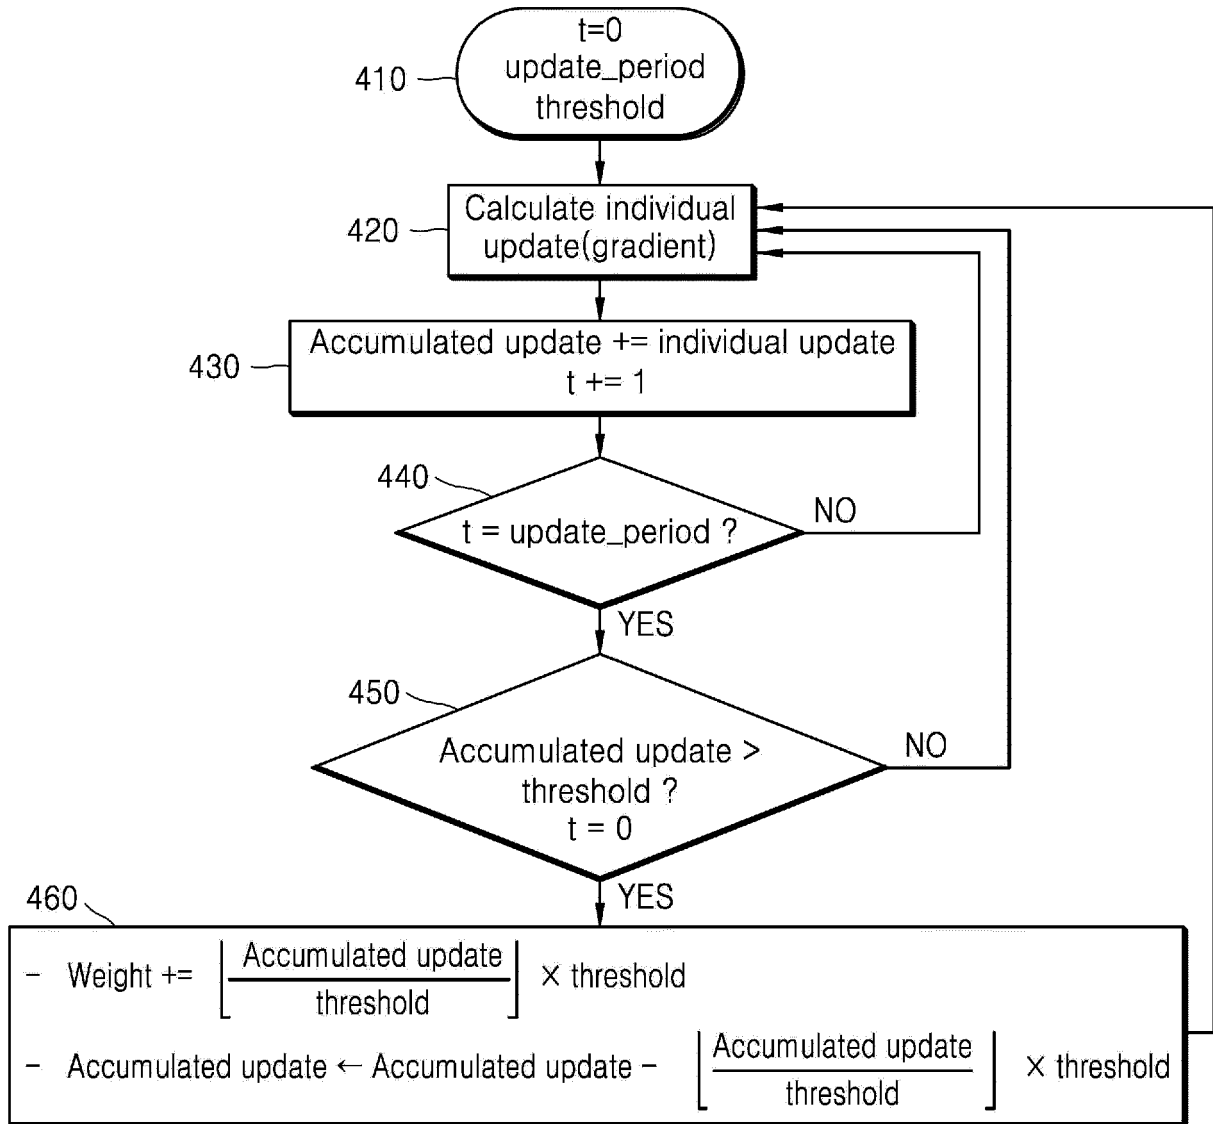 t=0
update_period
threshold
410
Calculate individual
update(gradient)
420
Accumulated update += individual update
t += 1
430
440
t = update_period ?
NO
YES
450
Accumulated update >
threshold ?
t = 0
NO
YES
460
- Weight += ⌊Accumulated update / threshold⌋ × threshold
- Accumulated update ← Accumulated update - ⌊Accumulated update / threshold⌋ × threshold